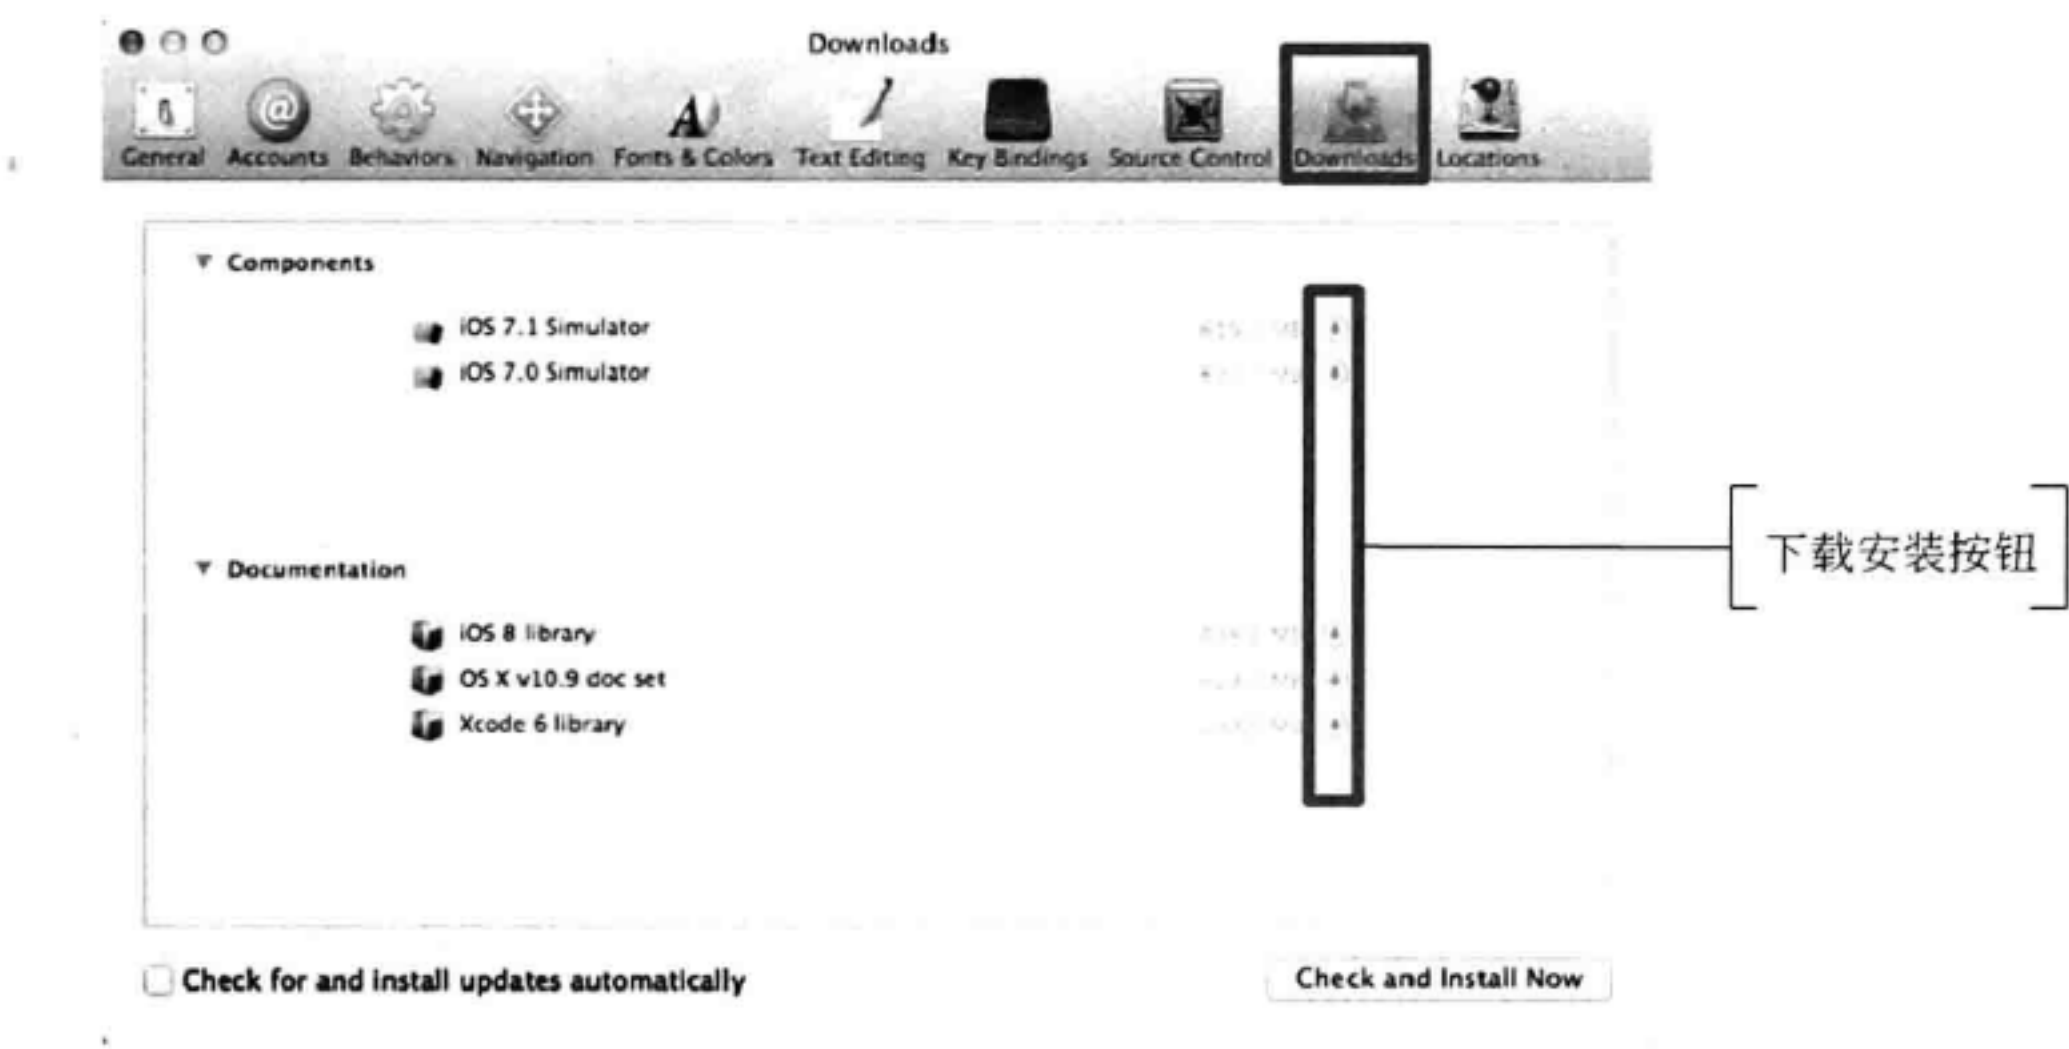 Downloads
General Accounts Behaviors Navigation Fonts & Colors Text Editing Key Bindings Source Control Downloads Locations
Components
iOS 7.1 Simulator
iOS 7.0 Simulator
下载安装按钮
Documentation
iOS 8 library
OS X v10.9 doc set
Xcode 6 library
Check for and install updates automatically
Check and Install Now